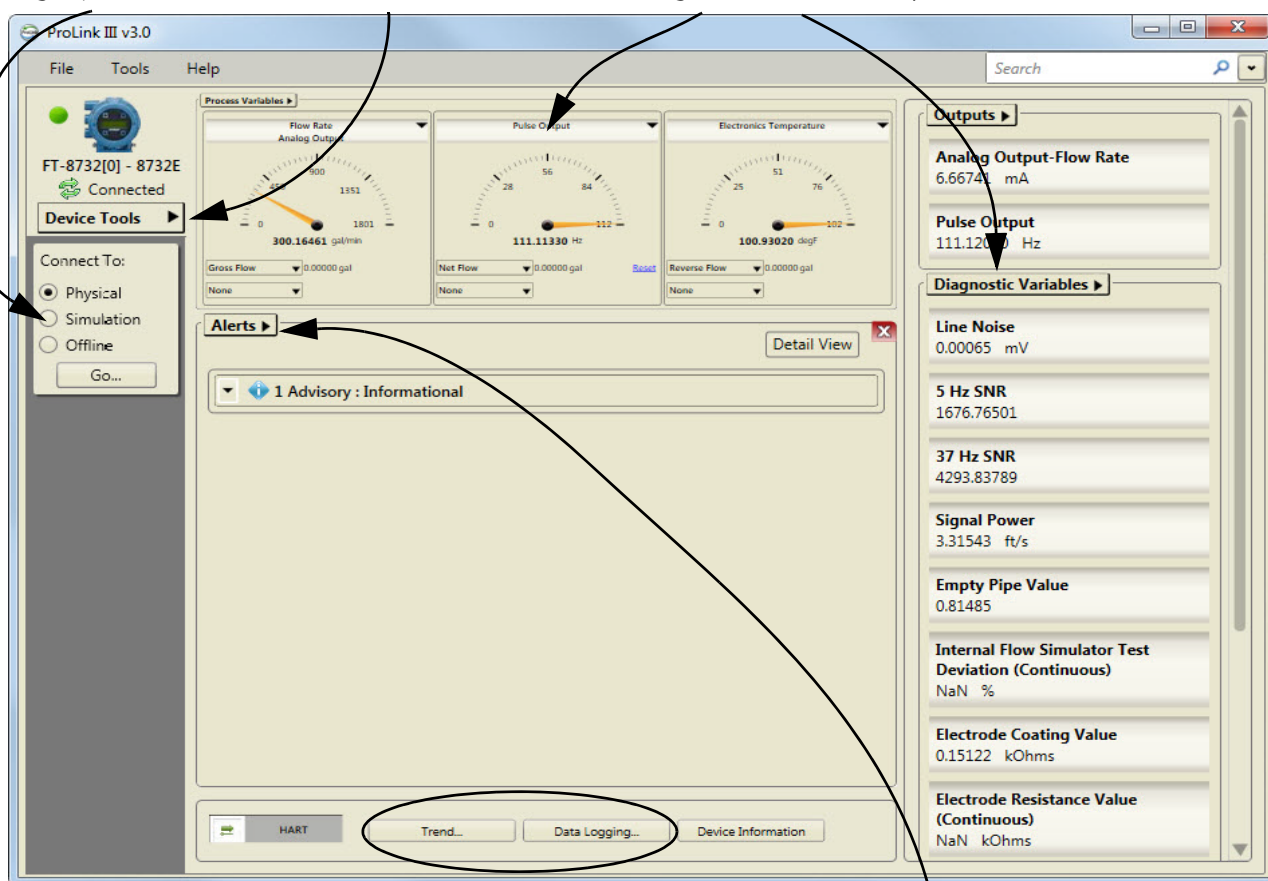 ProLink III v3.0
File Tools Help
Search
FT-8732[0] - 8732E
Connected
Device Tools
Connect To:
Physical
Simulation
Offline
Go...
Process Variables
Flow Rate
Analog Output
450
900
1351
0
1801
300.16461 gal/min
Gross Flow 0.00000 gal
None
Pulse Output
28
56
84
0
112
111.11330 Hz
Net Flow 0.00000 gal Reset
None
Electronics Temperature
25
51
76
0
102
100.93020 degF
Reverse Flow 0.00000 gal
None
Alerts
Detail View
1 Advisory : Informational
HART
Trend...
Data Logging...
Device Information
Outputs
Analog Output-Flow Rate
6.66741 mA
Pulse Output
Hz
Diagnostic Variables
Line Noise
0.00065 mV
5 Hz SNR
1676.76501
37 Hz SNR
4293.83789
Signal Power
3.31543 ft/s
Empty Pipe Value
0.81485
Internal Flow Simulator Test
Deviation (Continuous)
NaN %
Electrode Coating Value
0.15122 kOhms
Electrode Resistance Value
(Continuous)
NaN kOhms